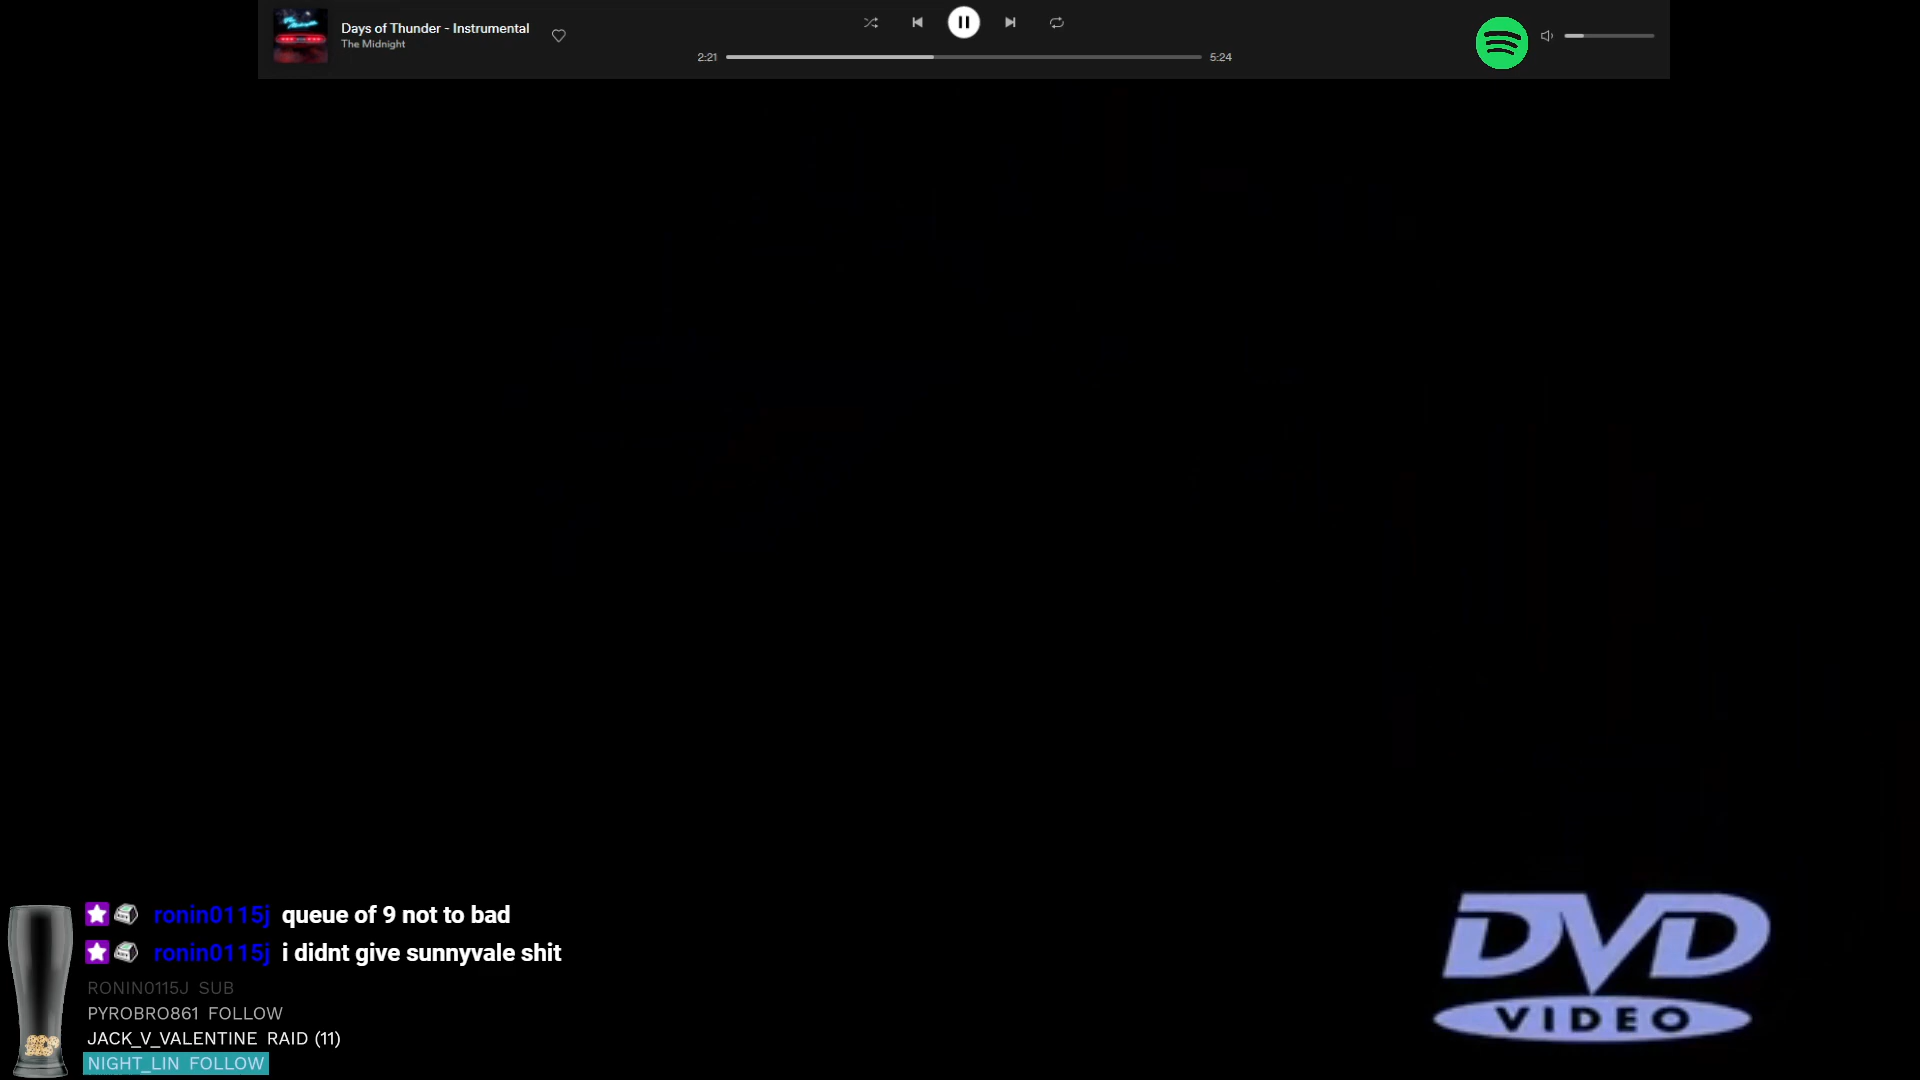 Days of Thunder - Instrumental
The Midnight
2:21
5:24
ronin0115j queue of 9 not to bad
ronin0115j i didnt give sunnyvale shit
RONIN0115J SUB
PYROBRO861 FOLLOW
JACK_V_VALENTINE RAID (11)
NIGHT_LIN FOLLOW
DVD
VIDEO